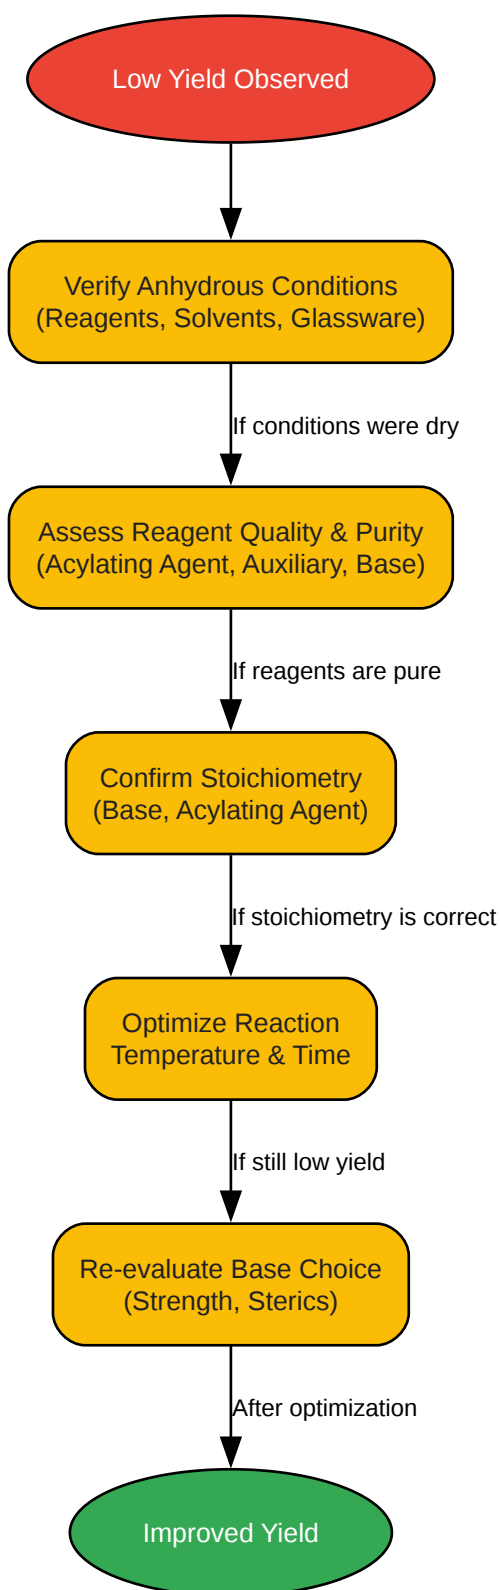 Low Yield Observed
Verify Anhydrous Conditions
(Reagents, Solvents, Glassware)
If conditions were dry
Assess Reagent Quality & Purity
(Acylating Agent, Auxiliary, Base)
If reagents are pure
Confirm Stoichiometry
(Base, Acylating Agent)
If stoichiometry is correct
Optimize Reaction
Temperature & Time
If still low yield
Re-evaluate Base Choice
(Strength, Sterics)
After optimization
Improved Yield